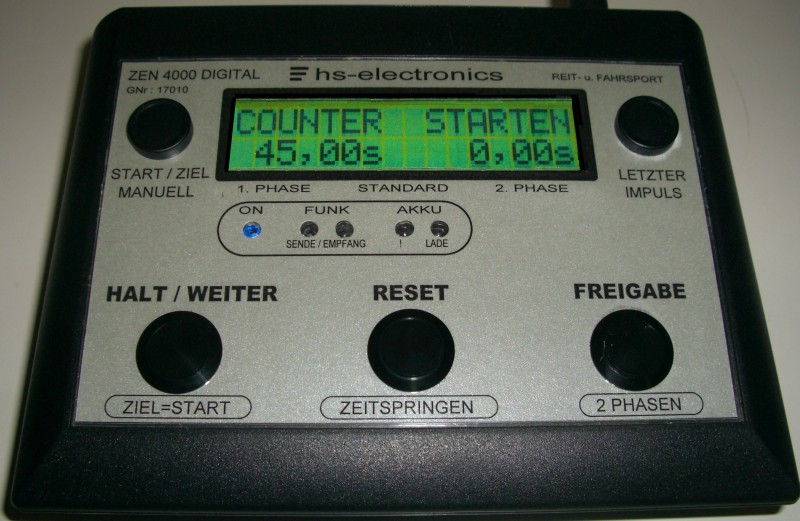 ZEN 4000 DIGITAL
hs-electronics
REIT- u. FAHRSPORT
GNr : 17010
COUNTER STARTEN
45,00s 0,00s
START / ZIEL
MANUELL
LETZTER
IMPULS
1. PHASE STANDARD 2. PHASE
ON FUNK AKKU
SENDE / EMPFANG ! LADE
HALT / WEITER RESET FREIGABE
ZIEL=START ZEITSPRINGEN 2 PHASEN